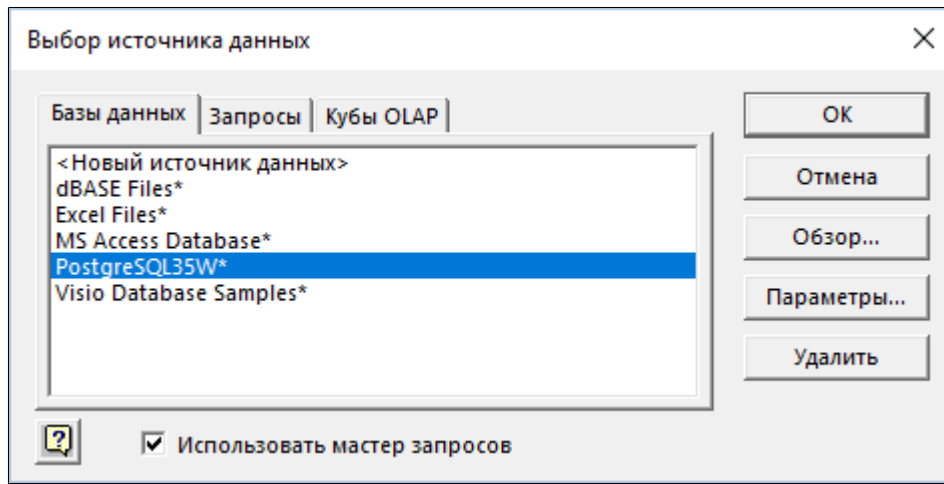 Выбор источника данных
Базы данных Запросы Кубы OLAP
<Новый источник данных>
dBASE Files*
Excel Files*
MS Access Database*
PostgreSQL35W*
Visio Database Samples*
OK
Отмена
Обзор...
Параметры...
Удалить
Использовать мастер запросов